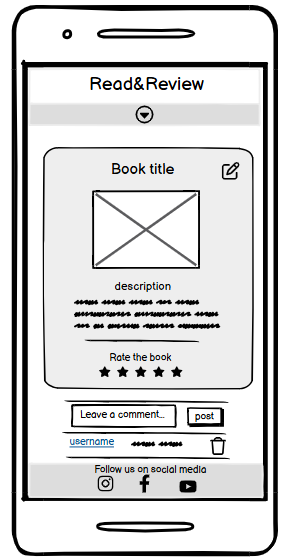 Read&Review
Book title
description
Rate the book
Leave a comment...
post
username
Follow us on social media